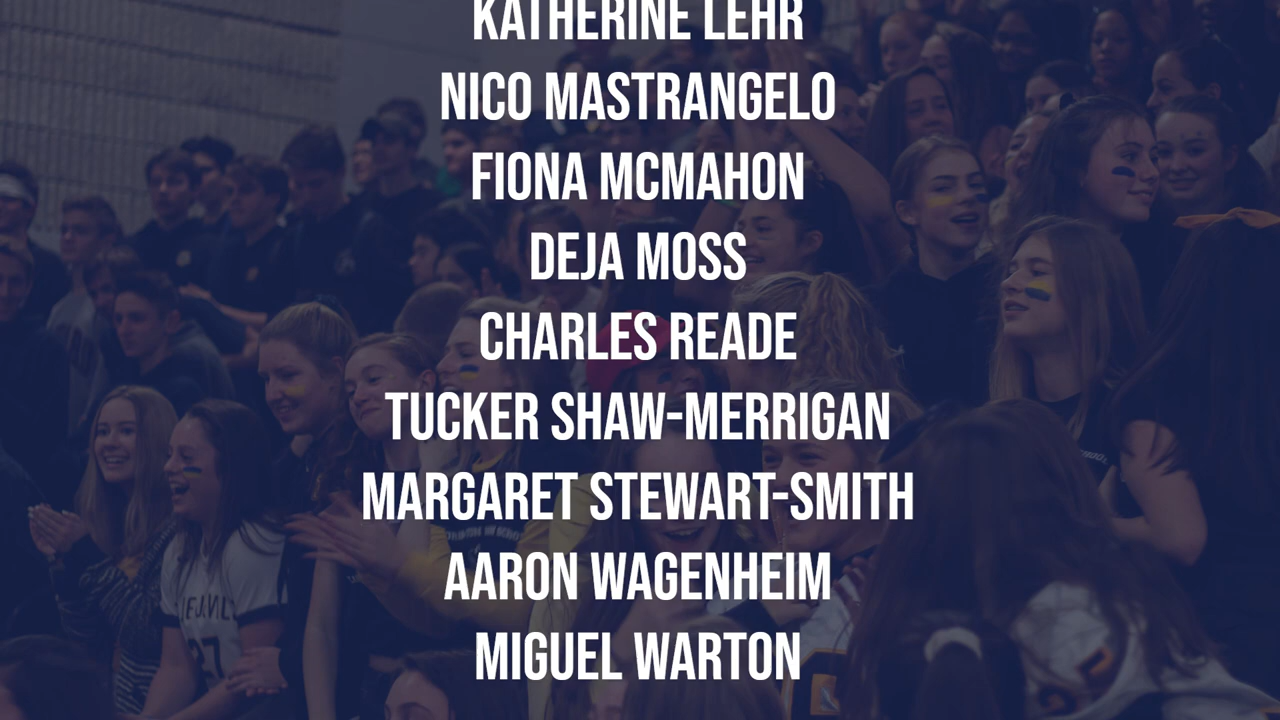 KATHERINE LEHR
NICO MASTRANGELO
FIONA MCMAHON
DEJA MOSS
CHARLES READE
TUCKER SHAW-MERRIGAN
MARGARET STEWART-SMITH
AARON WAGENHEIM
MIGUEL WARTON